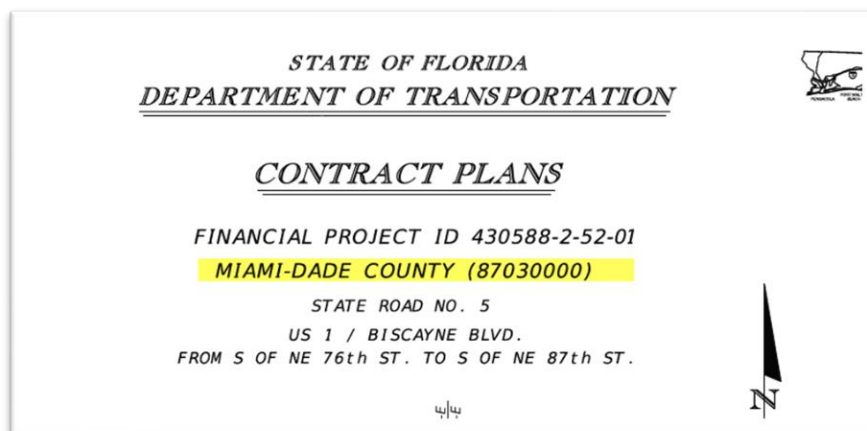 STATE OF FLORIDA
DEPARTMENT OF TRANSPORTATION
CONTRACT PLANS
FINANCIAL PROJECT ID 430588-2-52-01
MIAMI-DADE COUNTY (87030000)
STATE ROAD NO. 5
US 1 / BISCAYNE BLVD.
FROM S OF NE 76th ST. TO S OF NE 87th ST.
N